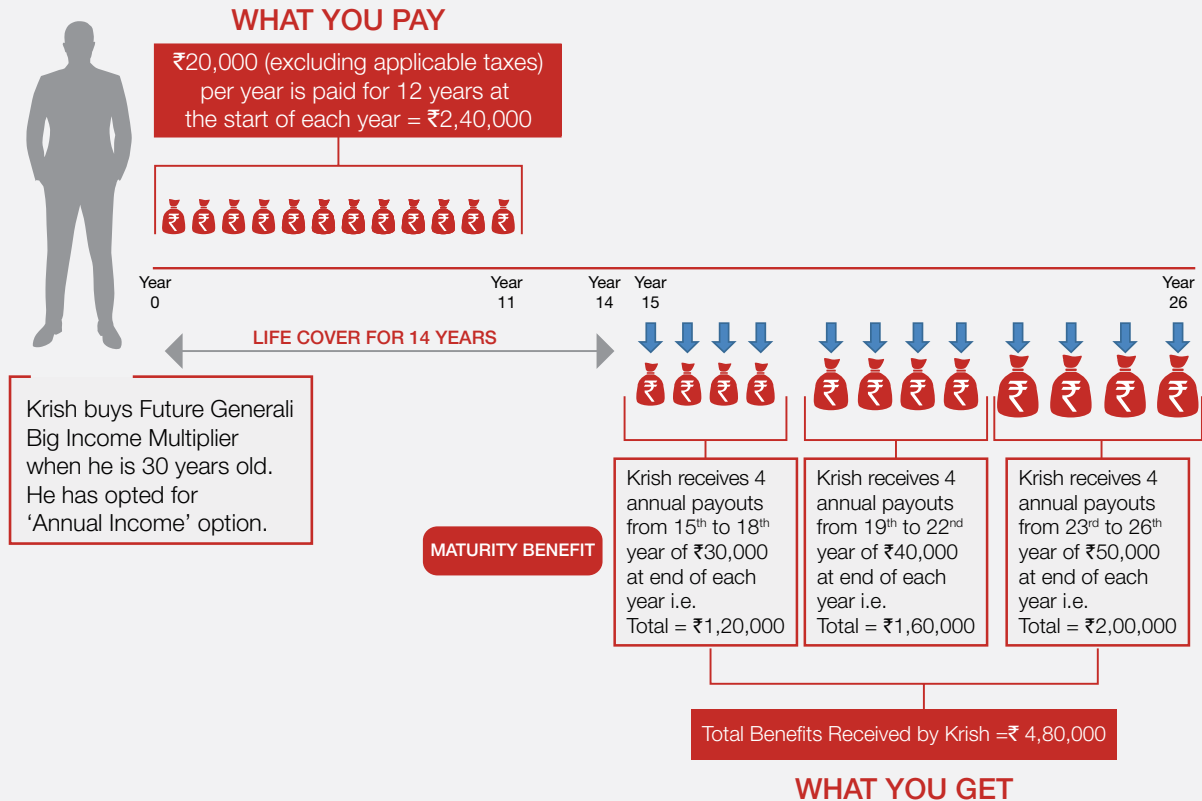 WHAT YOU PAY
₹20,000 (excluding applicable taxes)
per year is paid for 12 years at
the start of each year = ₹2,40,000
₹ ₹ ₹ ₹ ₹ ₹ ₹ ₹ ₹ ₹ ₹ ₹
Year
0
Year
11
Year
14
Year
15
Year
26
LIFE COVER FOR 14 YEARS
₹ ₹ ₹ ₹
₹ ₹ ₹ ₹
₹ ₹ ₹ ₹
Krish buys Future Generali
Big Income Multiplier
when he is 30 years old.
He has opted for
‘Annual Income’ option.
MATURITY BENEFIT
Krish receives 4
annual payouts
from 15th to 18th
year of ₹30,000
at end of each
year i.e.
Total = ₹1,20,000
Krish receives 4
annual payouts
from 19th to 22nd
year of ₹40,000
at end of each
year i.e.
Total = ₹1,60,000
Krish receives 4
annual payouts
from 23rd to 26th
year of ₹50,000
at end of each
year i.e.
Total = ₹2,00,000
Total Benefits Received by Krish =₹ 4,80,000
WHAT YOU GET